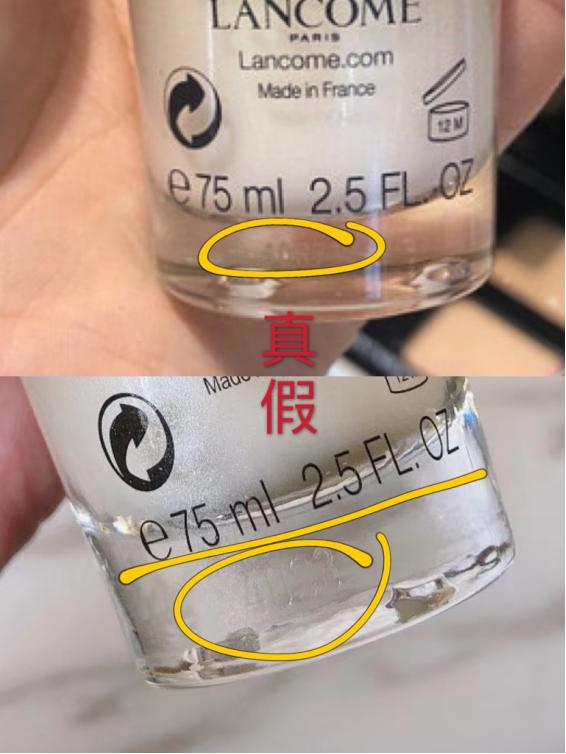 LANCOME
PARIS
Lancome.com
Made in France
12 M
e 75 ml 2.5 FL. OZ
真
假
e 75 ml 2.5 FL. OZ